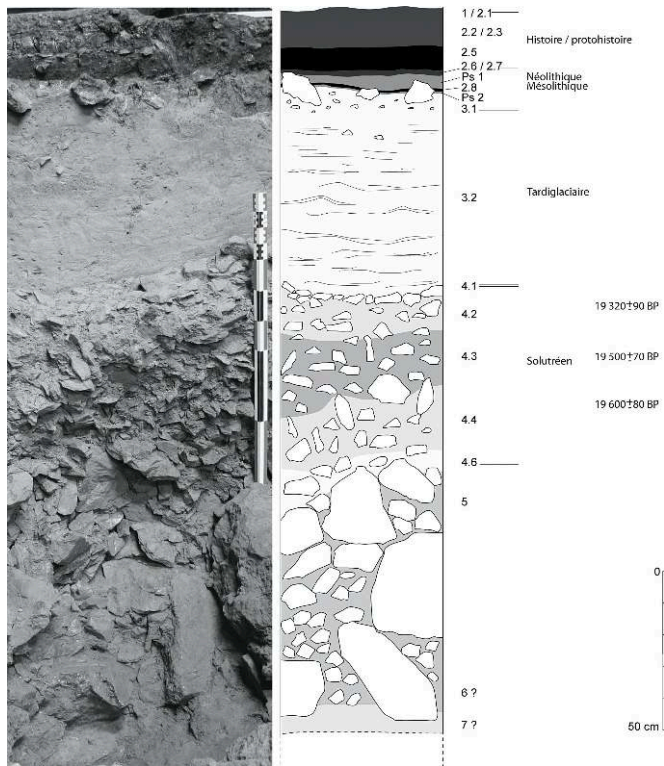 1 / 2.1
2.2 / 2.3
Histoire / protohistoire
2.5
2.6 / 2.7
Ps 1
Néolithique
2.8
Mésolithique
Ps 2
3.1
3.2
Tardiglaciaire
4.1
4.2
19 320±90 BP
4.3
Solutréen
19 500±70 BP
19 600±80 BP
4.4
4.6
5
0
6 ?
7 ?
50 cm